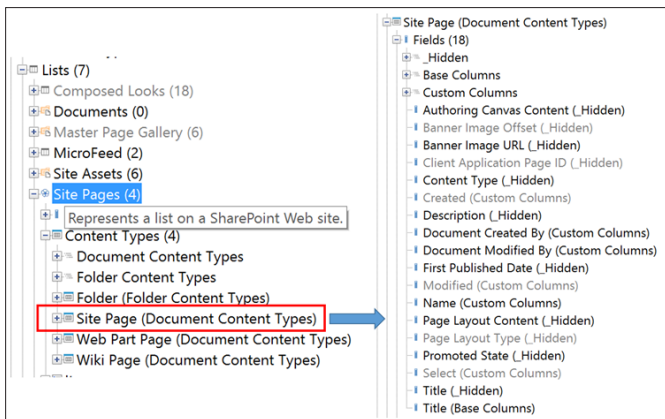 Lists (7)
Composed Looks (18)
Documents (0)
Master Page Gallery (6)
MicroFeed (2)
Site Assets (6)
Site Pages (4)
Represents a list on a SharePoint Web site.
Content Types (4)
Document Content Types
Folder Content Types
Folder (Folder Content Types)
Site Page (Document Content Types)
Web Part Page (Document Content Types)
Wiki Page (Document Content Types)
Site Page (Document Content Types)
Fields (18)
_Hidden
Base Columns
Custom Columns
Authoring Canvas Content (_Hidden)
Banner Image Offset (_Hidden)
Banner Image URL (_Hidden)
Client Application Page ID (_Hidden)
Content Type (_Hidden)
Created (Custom Columns)
Description (_Hidden)
Document Created By (Custom Columns)
Document Modified By (Custom Columns)
First Published Date (_Hidden)
Modified (Custom Columns)
Name (Custom Columns)
Page Layout Content (_Hidden)
Page Layout Type (_Hidden)
Promoted State (_Hidden)
Select (Custom Columns)
Title (_Hidden)
Title (Base Columns)